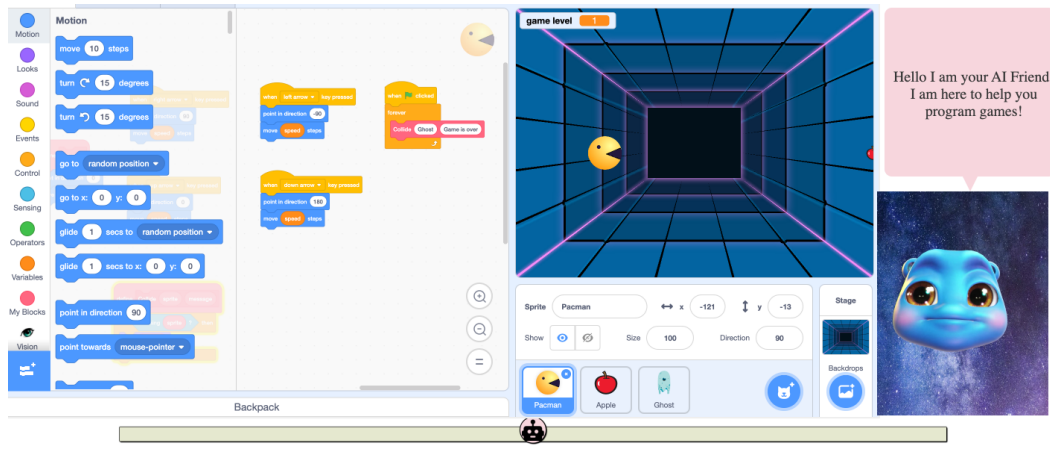 Motion
Looks
Sound
Events
Control
Sensing
Operators
Variables
My Blocks
Vision
Motion
move 10 steps
turn 15 degrees
turn 15 degrees
go to random position
go to x: 0 y: 0
glide 1 secs to random position
glide 1 secs to x: 0 y: 0
point in direction 90
point towards mouse-pointer
when left arrow key pressed
point in direction -90
move speed steps
when down arrow key pressed
point in direction 180
move speed steps
when clicked
forever
Collide Ghost Game is over
Backpack
game level 1
Sprite Pacman x -121 y -13
Show Size 100 Direction 90
Pacman
Apple
Ghost
Stage
Backdrops
Hello I am your AI Friend
I am here to help you
program games!